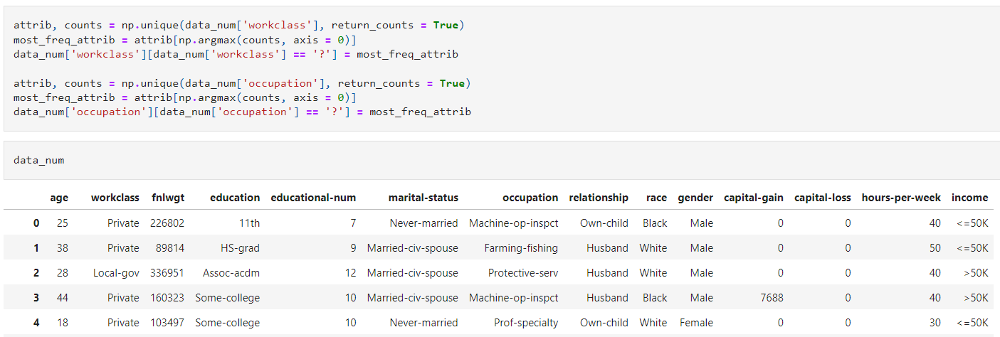 attrib, counts = np.unique(data_num['workclass'], return_counts = True)
most_freq_attrib = attrib[np.argmax(counts, axis = 0)]
data_num['workclass'][data_num['workclass'] == '?'] = most_freq_attrib
attrib, counts = np.unique(data_num['occupation'], return_counts = True)
most_freq_attrib = attrib[np.argmax(counts, axis = 0)]
data_num['occupation'][data_num['occupation'] == '?'] = most_freq_attrib
data_num
age workclass fnlwgt education educational-num marital-status occupation relationship race gender capital-gain capital-loss hours-per-week income
0 25 Private 226802 11th 7 Never-married Machine-op-inspct Own-child Black Male 0 0 40 <=50K
1 38 Private 89814 HS-grad 9 Married-civ-spouse Farming-fishing Husband White Male 0 0 50 <=50K
2 28 Local-gov 336951 Assoc-acdm 12 Married-civ-spouse Protective-serv Husband White Male 0 0 40 >50K
3 44 Private 160323 Some-college 10 Married-civ-spouse Machine-op-inspct Husband Black Male 7688 0 40 >50K
4 18 Private 103497 Some-college 10 Never-married Prof-specialty Own-child White Female 0 0 30 <=50K